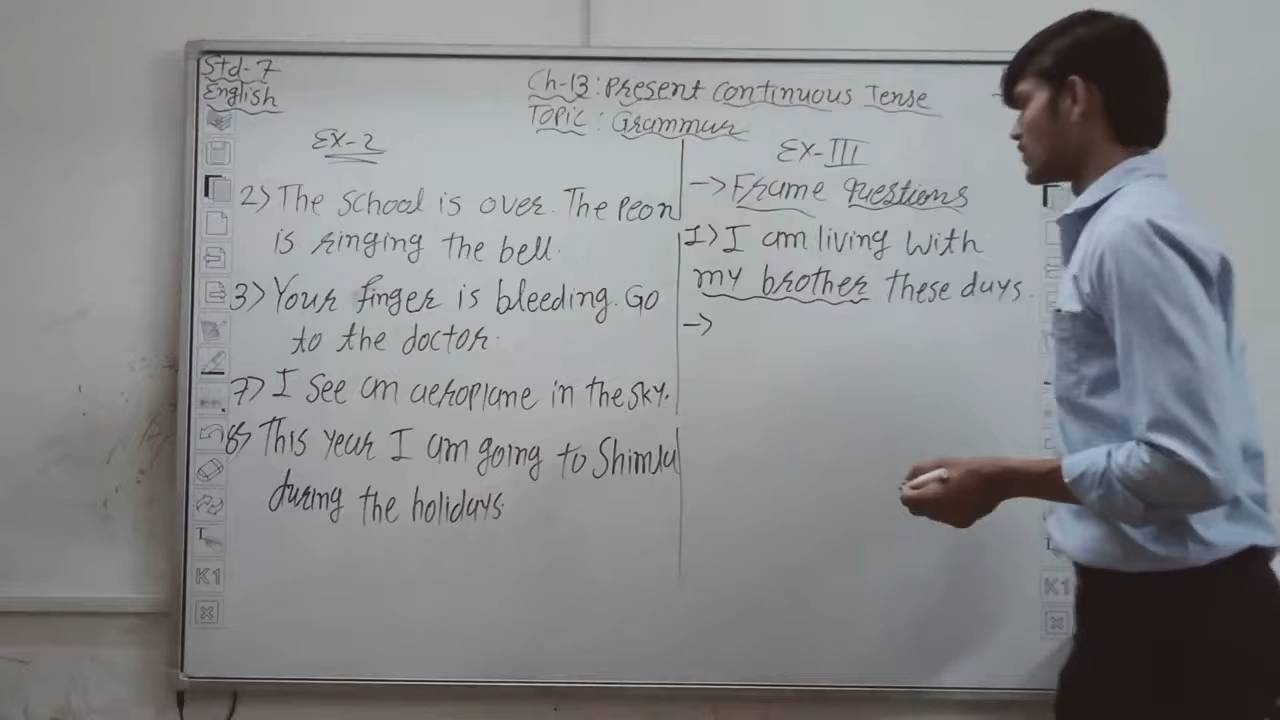 Std-7
English
Ch-13: Present Continuous Tense
Topic: Grammar
Ex-2
2) The school is over. The peon
is ringing the bell.
3) Your finger is bleeding. Go
to the doctor.
7) I see an aeroplane in the sky.
8) This year I am going to Shimla
during the holidays.
Ex-III
-> Frame questions
1) I am living with
my brother these days.
->
T
K1
K1